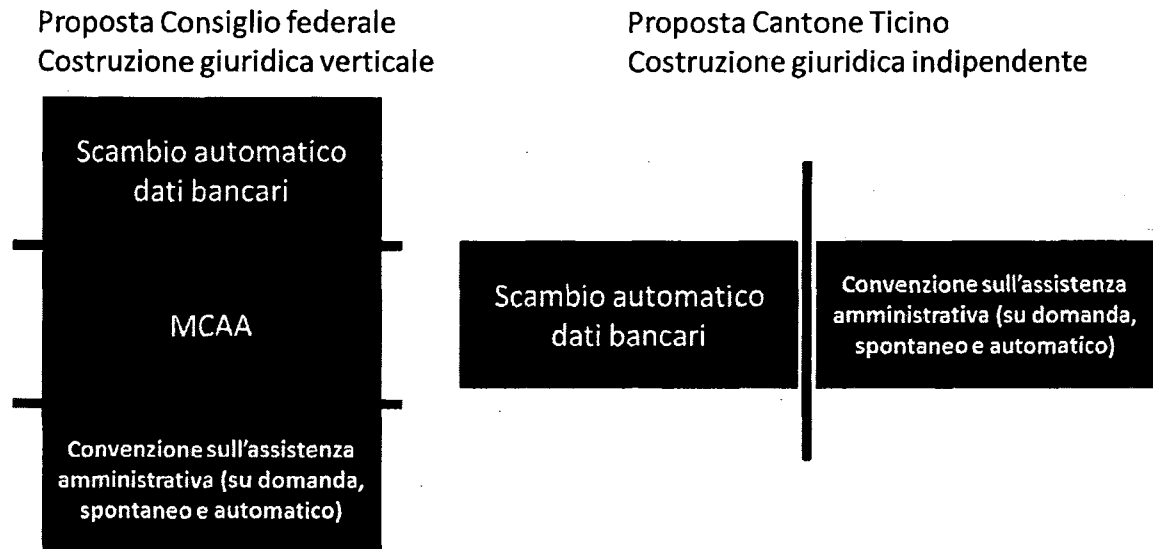 Proposta Consiglio federale
Costruzione giuridica verticale
Scambio automatico
dati bancari
MCAA
Convenzione sull'assistenza
amministrativa (su domanda,
spontaneo e automatico)
Proposta Cantone Ticino
Costruzione giuridica indipendente
Scambio automatico
dati bancari
Convenzione sull'assistenza
amministrativa (su domanda,
spontaneo e automatico)